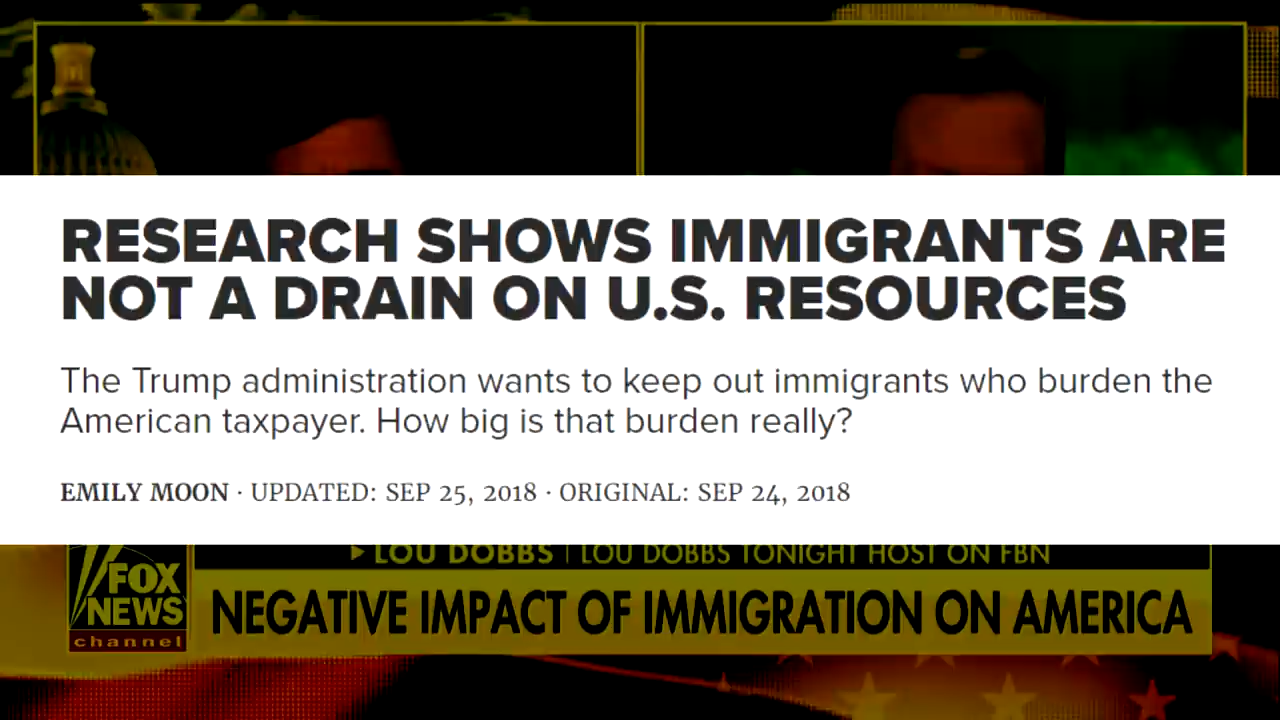 RESEARCH SHOWS IMMIGRANTS ARE
NOT A DRAIN ON U.S. RESOURCES
The Trump administration wants to keep out immigrants who burden the
American taxpayer. How big is that burden really?
EMILY MOON · UPDATED: SEP 25, 2018 · ORIGINAL: SEP 24, 2018
LOU DOBBS | LOU DOBBS TONIGHT HOST ON FBN
FOX
NEWS
channel
NEGATIVE IMPACT OF IMMIGRATION ON AMERICA